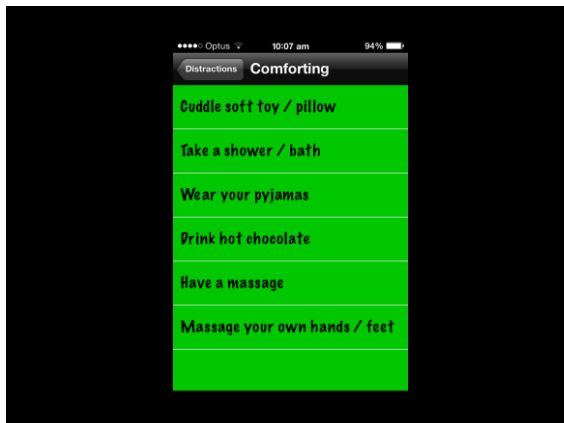 Optus 10:07 am 94%
Distractions Comforting
Cuddle soft toy / pillow
Take a shower / bath
Wear your pyjamas
Drink hot chocolate
Have a massage
Massage your own hands / feet